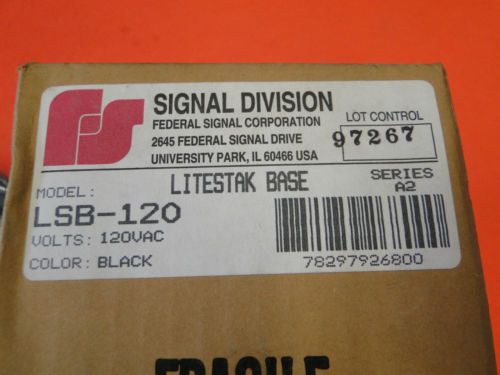 SIGNAL DIVISION
FEDERAL SIGNAL CORPORATION
2645 FEDERAL SIGNAL DRIVE
UNIVERSITY PARK, IL 60466 USA
LOT CONTROL
97267
LITESTAK BASE
SERIES
A2
MODEL:
LSB-120
VOLTS: 120VAC
COLOR: BLACK
78297926800
FRAGILE